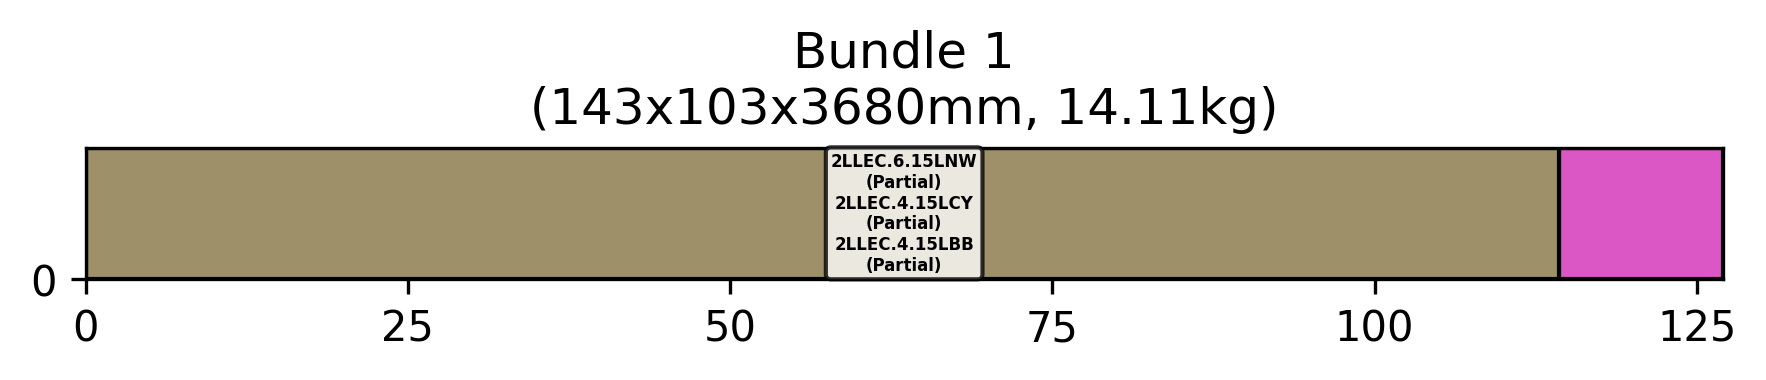 Bundle 1
(143x103x3680mm, 14.11kg)
2LLEC.6.15LNW
(Partial)
2LLEC.4.15LCY
(Partial)
2LLEC.4.15LBB
(Partial)
0
0 25 50 75 100 125